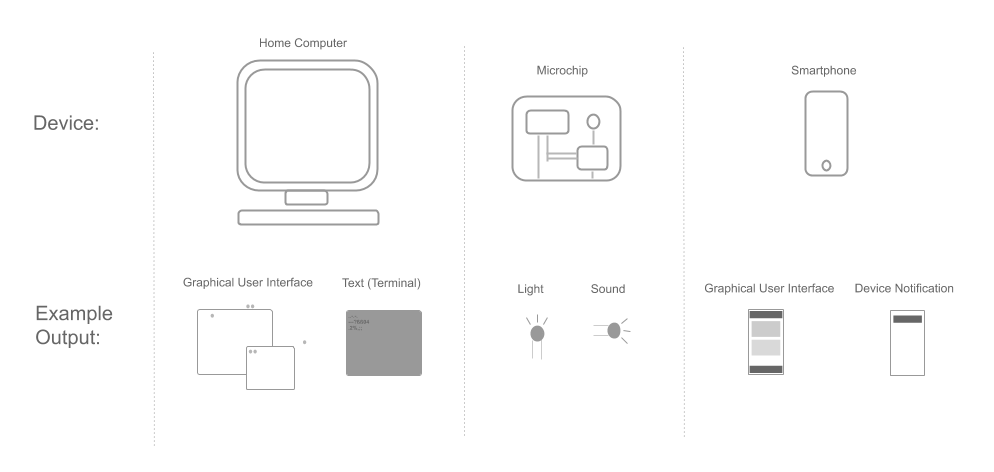 Home Computer
Microchip
Smartphone
Device:
Graphical User Interface
Text (Terminal)
Light
Sound
Graphical User Interface
Device Notification
Example
Output: